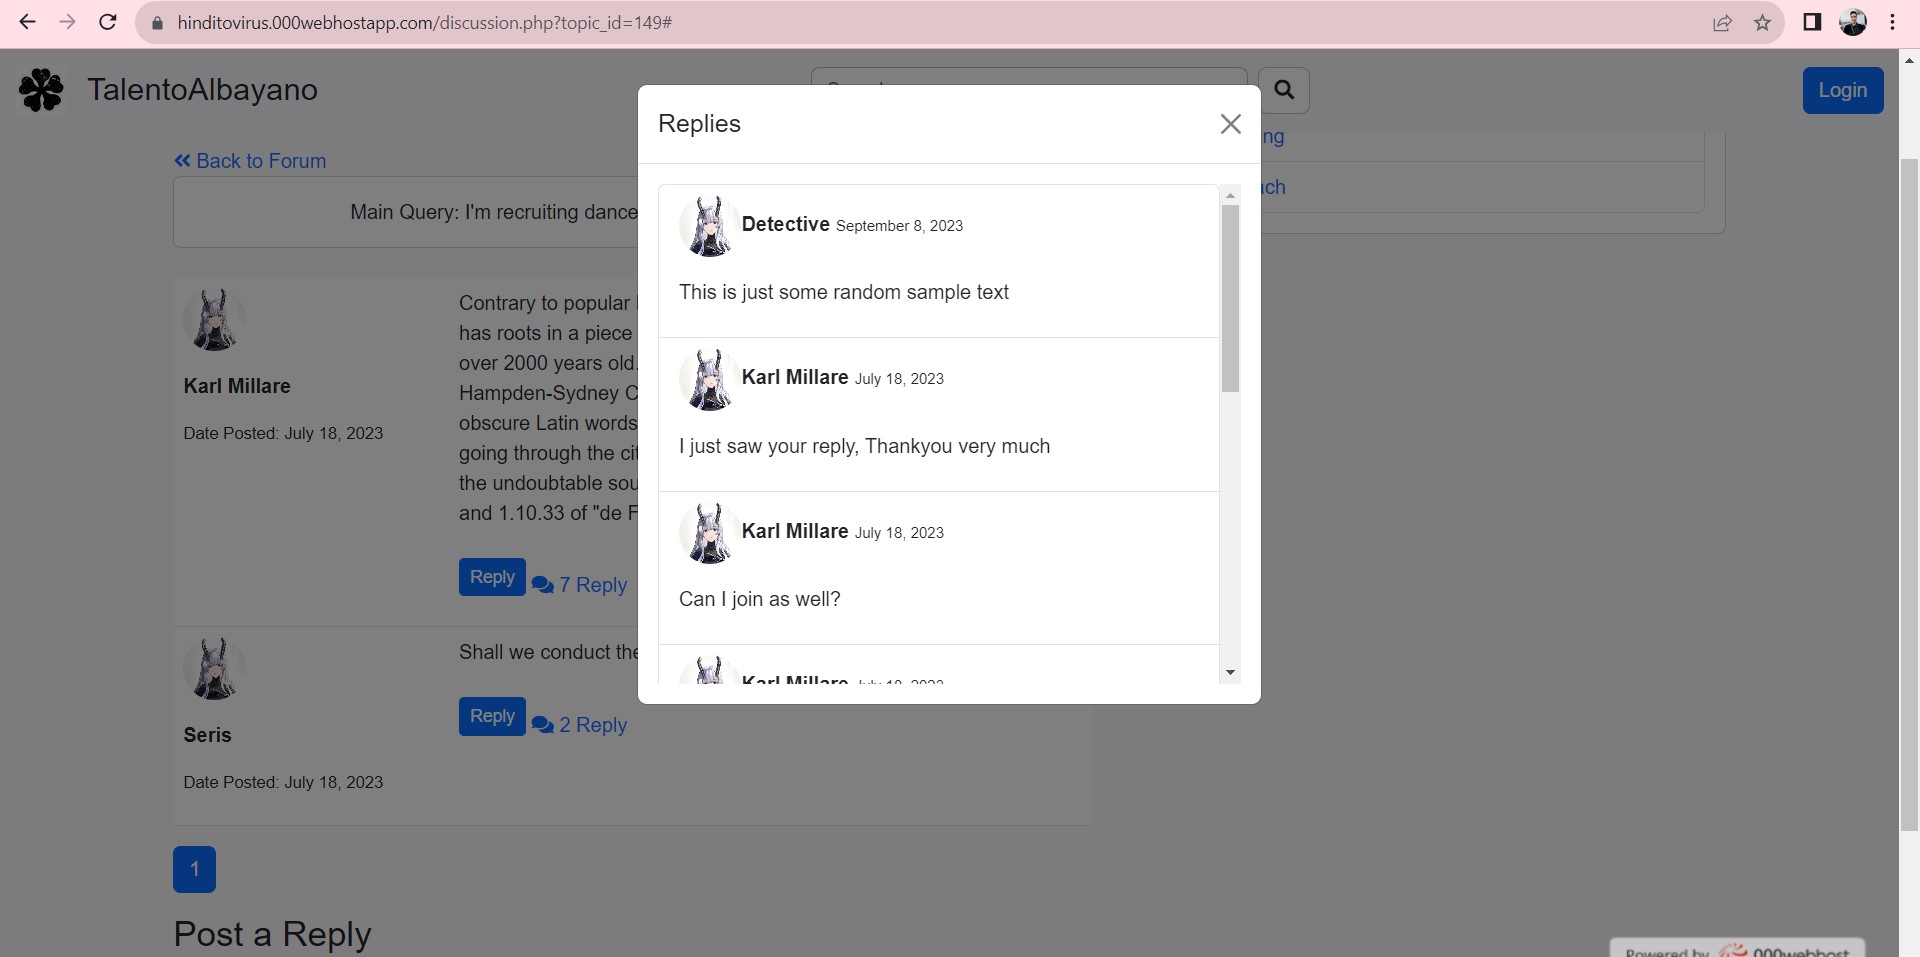 hinditovirus.000webhostapp.com/discussion.php?topic_id=149#
TalentoAlbayano
Login
Replies
Back to Forum
Main Query: I'm recruiting dance
ng
ach
Detective September 8, 2023
This is just some random sample text
Karl Millare July 18, 2023
I just saw your reply, Thankyou very much
Karl Millare July 18, 2023
Can I join as well?
Karl Millare July 18, 2023
Karl Millare
Date Posted: July 18, 2023
Contrary to popular
has roots in a piece
over 2000 years old.
Hampden-Sydney C
obscure Latin words
going through the cit
the undoubtable sou
and 1.10.33 of "de F
Reply 7 Reply
Seris
Date Posted: July 18, 2023
Shall we conduct the
Reply 2 Reply
1
Post a Reply
Powered by 000webhost